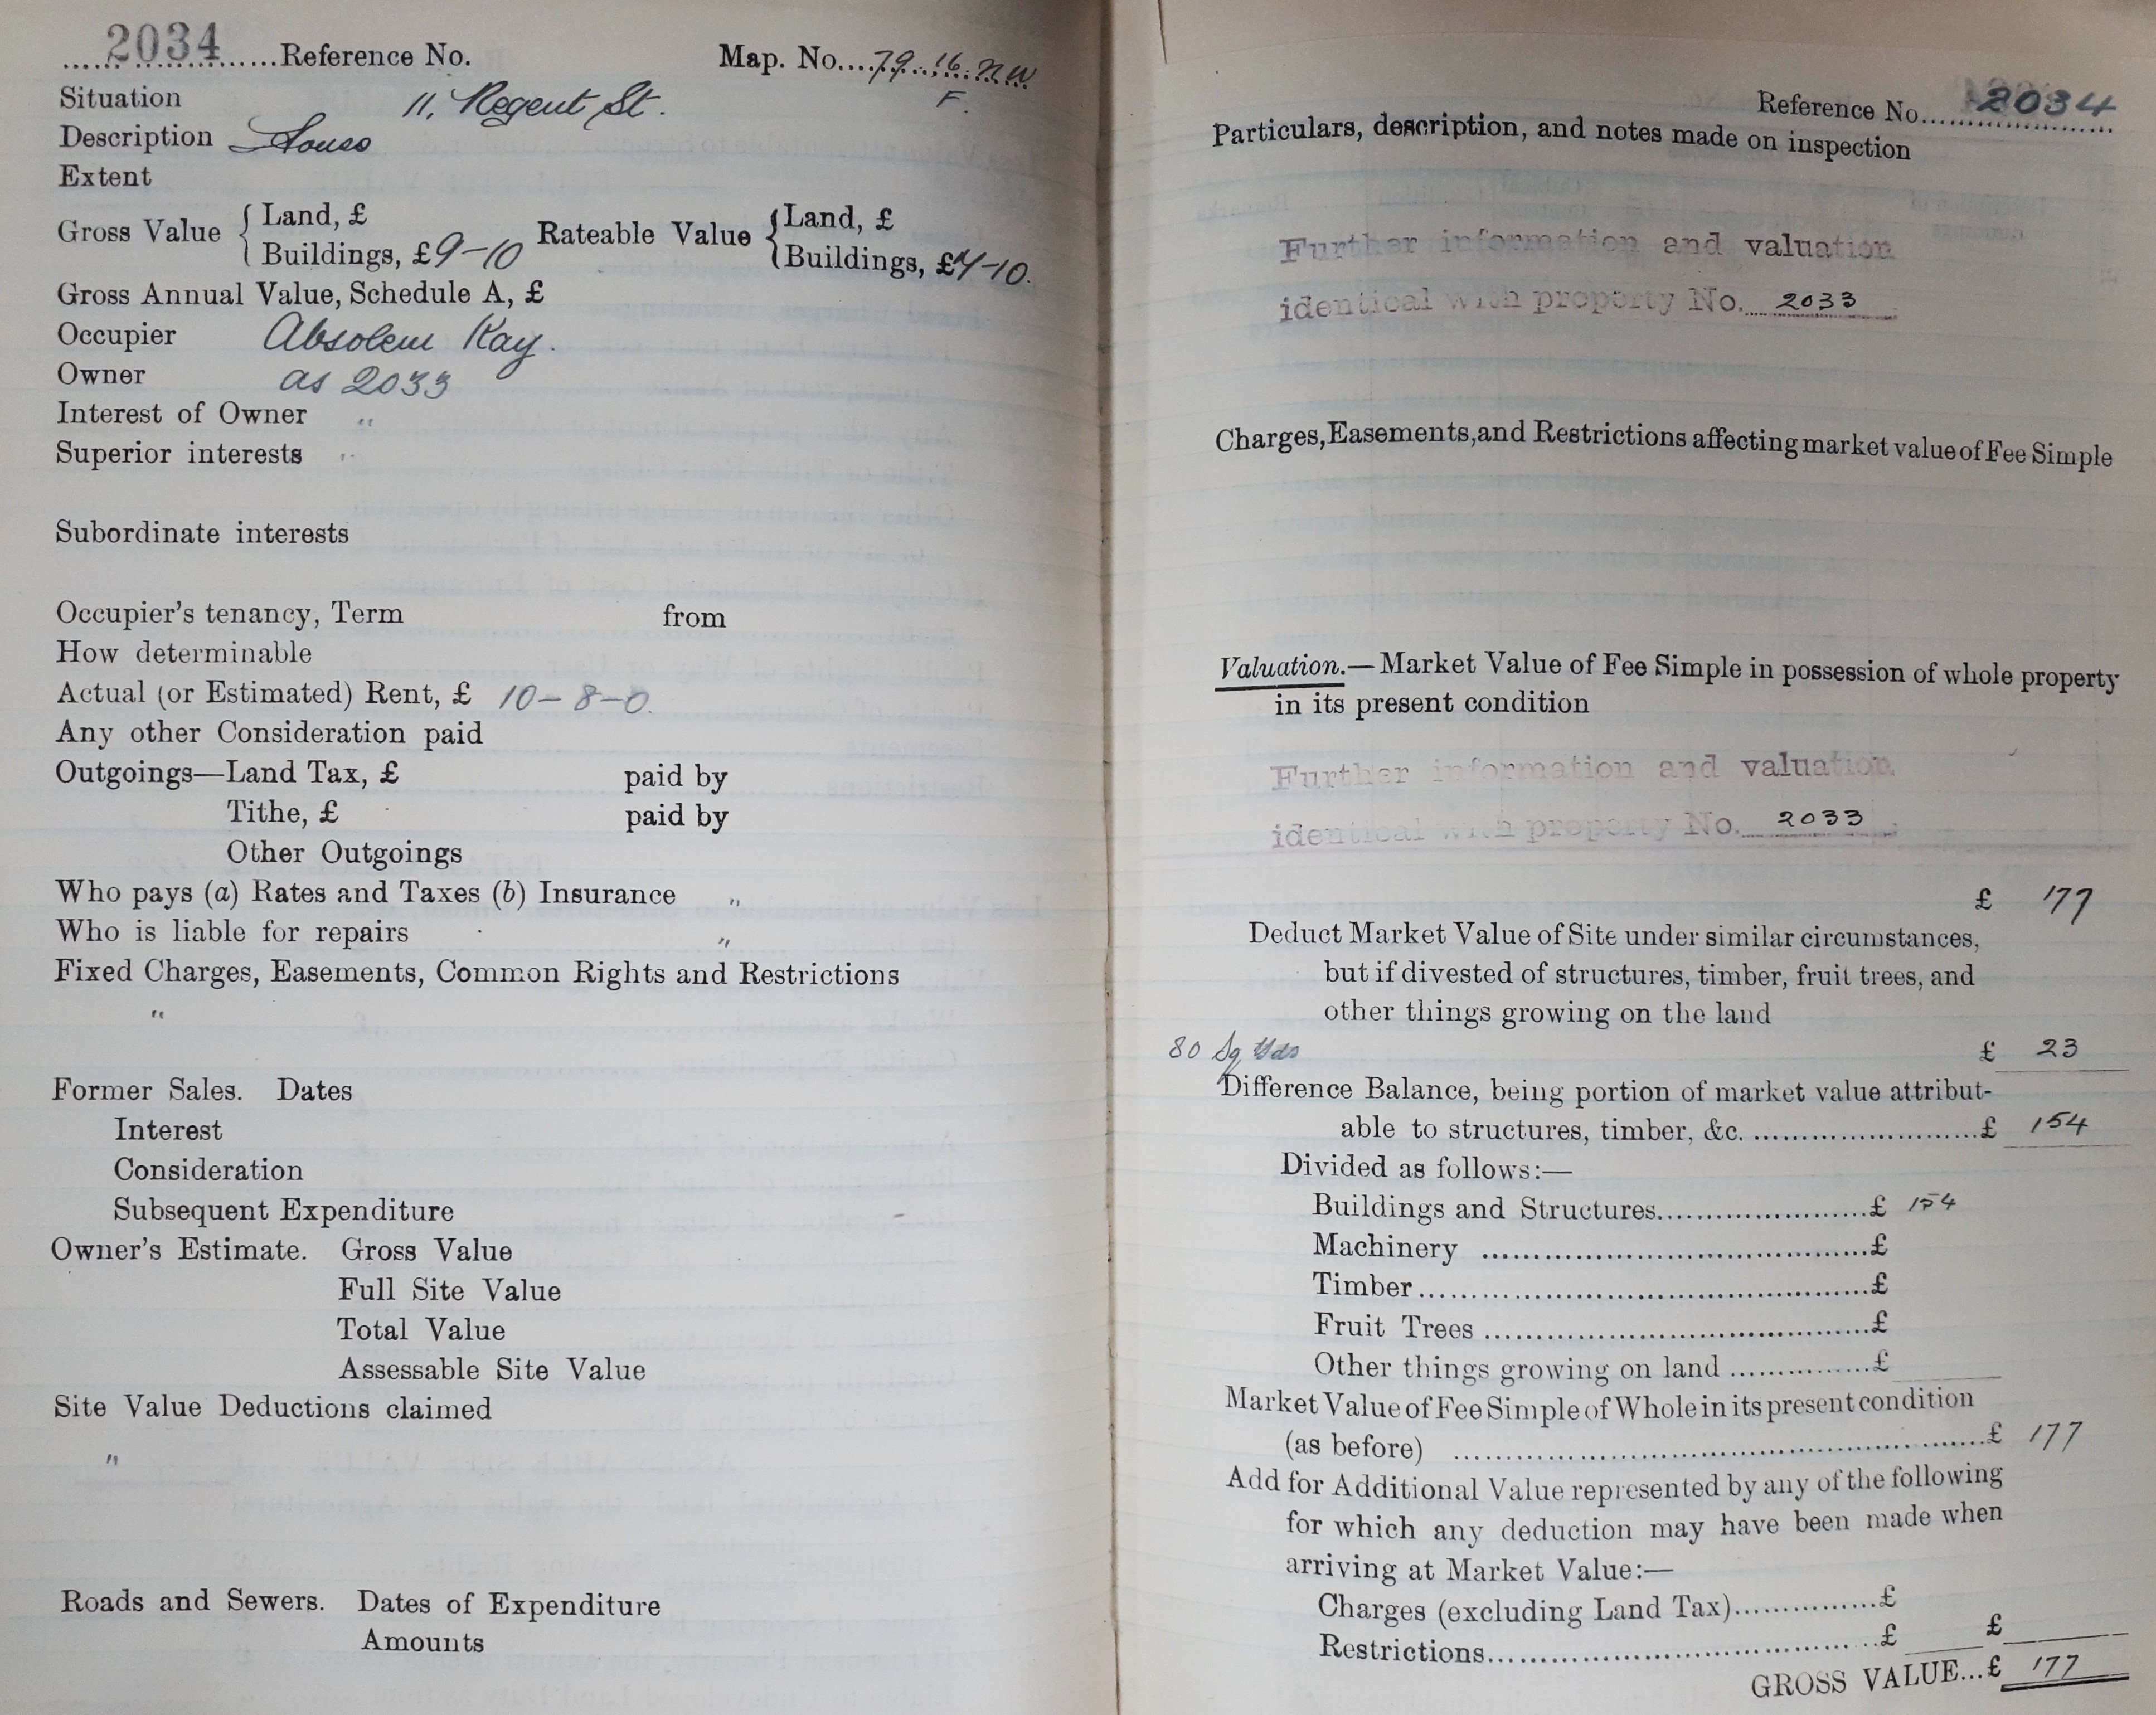 2034 Reference No. Map. No. 79.16.NW
F.
Situation 11, Regent St.
Description House
Extent
Gross Value { Land, £ Rateable Value { Land, £
Buildings, £9-10 Buildings, £7-10.
Gross Annual Value, Schedule A, £
Occupier Absolem Kay.
Owner as 2033
Interest of Owner "
Superior interests "
Subordinate interests
Occupier's tenancy, Term from
How determinable
Actual (or Estimated) Rent, £ 10-8-0.
Any other Consideration paid
Outgoings—Land Tax, £ paid by
Tithe, £ paid by
Other Outgoings
Who pays (a) Rates and Taxes (b) Insurance "
Who is liable for repairs "
Fixed Charges, Easements, Common Rights and Restrictions
"
Former Sales. Dates
Interest
Consideration
Subsequent Expenditure
Owner's Estimate. Gross Value
Full Site Value
Total Value
Assessable Site Value
Site Value Deductions claimed
"
Roads and Sewers. Dates of Expenditure
Amounts
Reference No. 2034
Particulars, description, and notes made on inspection
Further information and valuation
identical with property No. 2033
Charges, Easements, and Restrictions affecting market value of Fee Simple
Valuation.—Market Value of Fee Simple in possession of whole property
in its present condition
Further information and valuation
identical with property No. 2033
£ 177
Deduct Market Value of Site under similar circumstances,
but if divested of structures, timber, fruit trees, and
other things growing on the land
80 Sq Yds £ 23
Difference Balance, being portion of market value attribut-
able to structures, timber, &c. £ 154
Divided as follows:—
Buildings and Structures £ 154
Machinery £
Timber £
Fruit Trees £
Other things growing on land £
Market Value of Fee Simple of Whole in its present condition
(as before) £ 177
Add for Additional Value represented by any of the following
for which any deduction may have been made when
arriving at Market Value:—
Charges (excluding Land Tax) £
Restrictions £ £
GROSS VALUE... £ 177